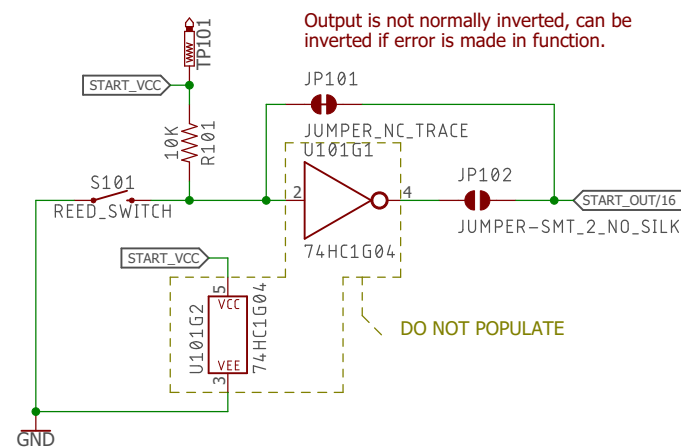 Output is not normally inverted, can be
inverted if error is made in function.
TP101
START_VCC
JP101
10K
R101
JUMPER_NC_TRACE
U101G1
S101
REED_SWITCH
2
4
JP102
START_OUT/16
JUMPER-SMT_2_NO_SILK
74HC1G04
START_VCC
5
VCC
U101G2
74HC1G04
VEE
3
DO NOT POPULATE
GND